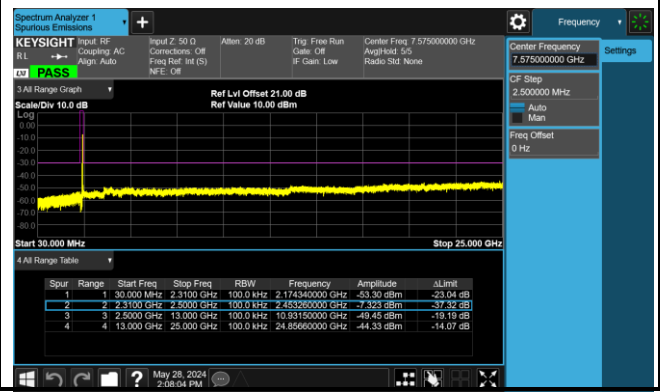 Spectrum Analyzer 1
Spurious Emissions
Frequency
KEYSIGHT
Input: RF
Input Z: 50 Ω
Atten: 20 dB
Trig: Free Run
Center Freq: 7.575000000 GHz
RL
Coupling: AC
Corrections: Off
Gate: Off
Avg|Hold: 5/5
Align: Auto
Freq Ref: Int (S)
IF Gain: Low
Radio Std: None
NFE: Off
LXI
PASS
3 All Range Graph
Ref Lvl Offset 21.00 dB
Scale/Div 10.0 dB
Ref Value 10.00 dBm
Log
0.00
-10.0
-20.0
-30.0
-40.0
-50.0
-60.0
-70.0
-80.0
Start 30.000 MHz
Stop 25.000 GHz
4 All Range Table
Spur Range Start Freq Stop Freq RBW Frequency Amplitude ΔLimit
1 1 30.000 MHz 2.3100 GHz 100.0 kHz 2.174340000 GHz -53.30 dBm -23.04 dB
2 2 2.3100 GHz 2.5000 GHz 100.0 kHz 2.453260000 GHz -7.323 dBm -37.32 dB
3 3 2.5000 GHz 13.000 GHz 100.0 kHz 10.93150000 GHz -49.45 dBm -19.19 dB
4 4 13.000 GHz 25.000 GHz 100.0 kHz 24.85660000 GHz -44.33 dBm -14.07 dB
May 28, 2024
2:08:04 PM
Center Frequency
7.575000000 GHz
Settings
CF Step
2.500000 MHz
Auto
Man
Freq Offset
0 Hz